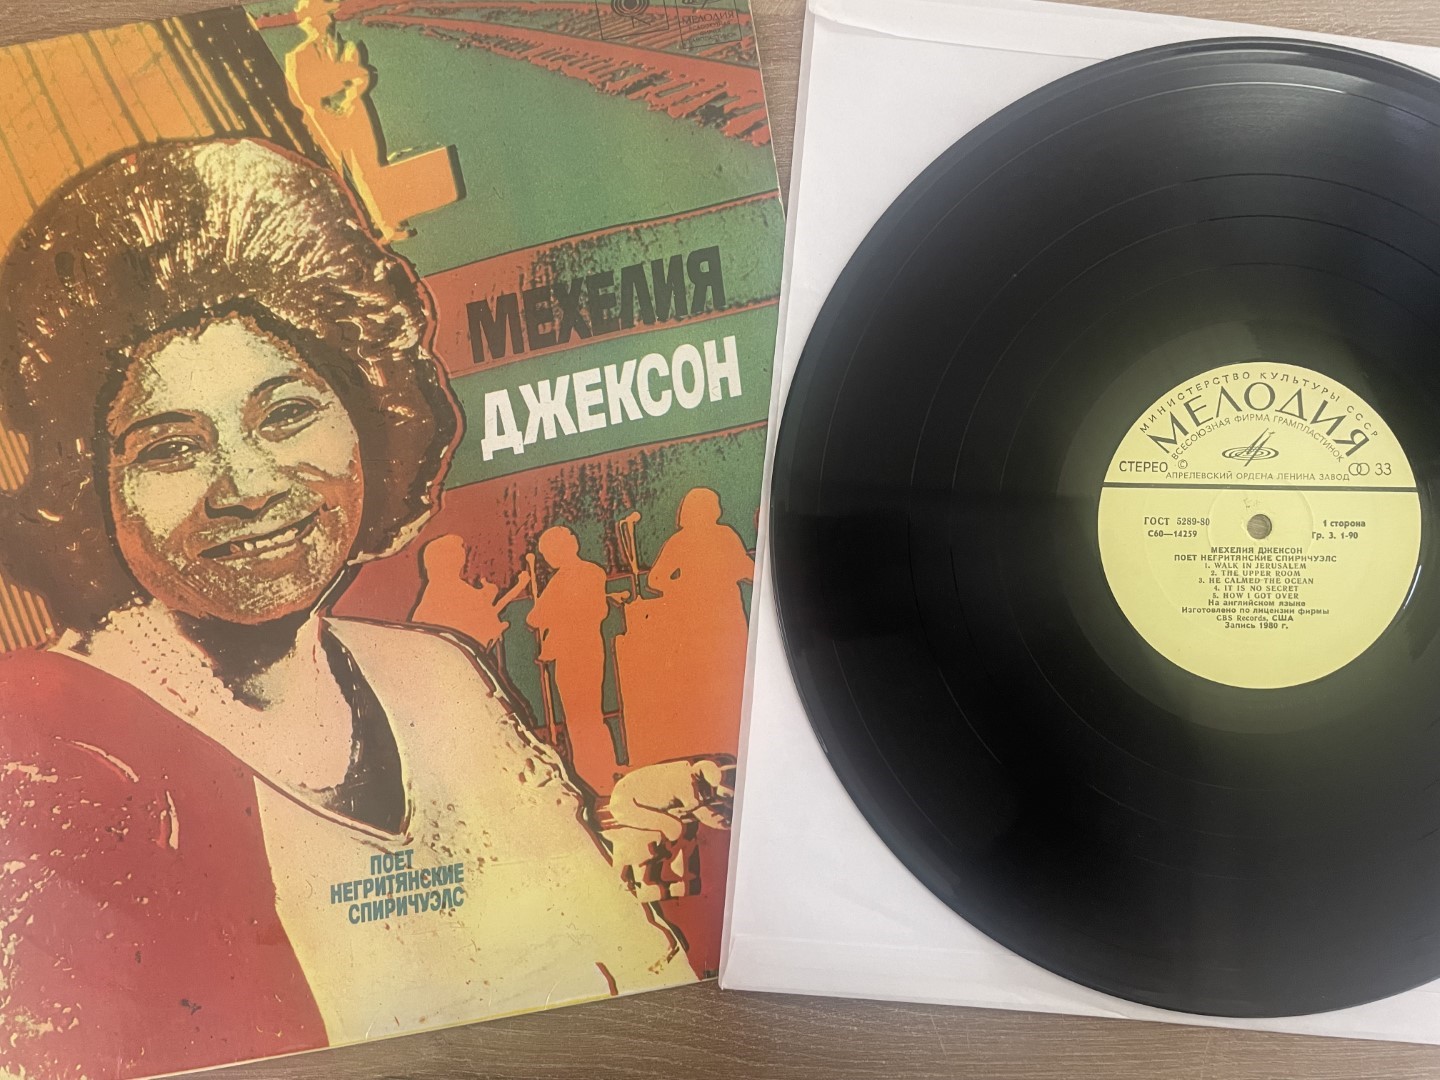 МЕЛОДИЯ
МЕХЕЛИЯ
ДЖЕКСОН
ПОЕТ
НЕГРИТЯНСКИЕ
СПИРИЧУЭЛС
МИНИСТЕРСТВО КУЛЬТУРЫ СССР
МЕЛОДИЯ
ВСЕСОЮЗНАЯ ФИРМА ГРАМПЛАСТИНОК
СТЕРЕО © 33
АПРЕЛЕВСКИЙ ОРДЕНА ЛЕНИНА ЗАВОД
ГОСТ 5289-80 1 сторона
С60—14259 Гр. 3. 1-90
МЕХЕЛИЯ ДЖЕКСОН
ПОЕТ НЕГРИТЯНСКИЕ СПИРИЧУЭЛС
1. WALK IN JERUSALEM
2. THE UPPER ROOM
3. HE CALMED THE OCEAN
4. IT IS NO SECRET
5. HOW I GOT OVER
На английском языке
Изготовлено по лицензии фирмы
CBS Records, США
Запись 1980 г.